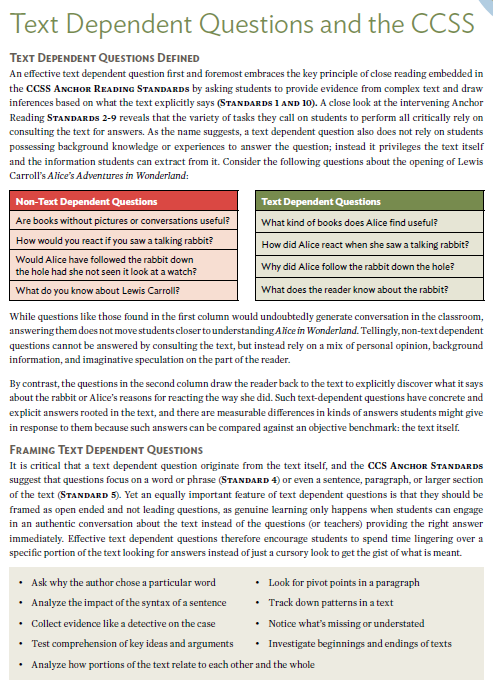 Text Dependent Questions and the CCSS
TEXT DEPENDENT QUESTIONS DEFINED
An effective text dependent question first and foremost embraces the key principle of close reading embedded in
the CCSS ANCHOR READING STANDARDS by asking students to provide evidence from complex text and draw
inferences based on what the text explicitly says (STANDARDS 1 AND 10). A close look at the intervening Anchor
Reading STANDARDS 2-9 reveals that the variety of tasks they call on students to perform all critically rely on
consulting the text for answers. As the name suggests, a text dependent question also does not rely on students
possessing background knowledge or experiences to answer the question; instead it privileges the text itself
and the information students can extract from it. Consider the following questions about the opening of Lewis
Carroll's Alice's Adventures in Wonderland:
Non-Text Dependent Questions
Are books without pictures or conversations useful?
How would you react if you saw a talking rabbit?
Would Alice have followed the rabbit down
the hole had she not seen it look at a watch?
What do you know about Lewis Carroll?
Text Dependent Questions
What kind of books does Alice find useful?
How did Alice react when she saw a talking rabbit?
Why did Alice follow the rabbit down the hole?
What does the reader know about the rabbit?
While questions like those found in the first column would undoubtedly generate conversation in the classroom,
answering them does not move students closer to understanding Alice in Wonderland. Tellingly, non-text dependent
questions cannot be answered by consulting the text, but instead rely on a mix of personal opinion, background
information, and imaginative speculation on the part of the reader.
By contrast, the questions in the second column draw the reader back to the text to explicitly discover what it says
about the rabbit or Alice's reasons for reacting the way she did. Such text-dependent questions have concrete and
explicit answers rooted in the text, and there are measurable differences in kinds of answers students might give
in response to them because such answers can be compared against an objective benchmark: the text itself.
FRAMING TEXT DEPENDENT QUESTIONS
It is critical that a text dependent question originate from the text itself, and the CCS ANCHOR STANDARDS
suggest that questions focus on a word or phrase (STANDARD 4) or even a sentence, paragraph, or larger section
of the text (STANDARD 5). Yet an equally important feature of text dependent questions is that they should be
framed as open ended and not leading questions, as genuine learning only happens when students can engage
in an authentic conversation about the text instead of the questions (or teachers) providing the right answer
immediately. Effective text dependent questions therefore encourage students to spend time lingering over a
specific portion of the text looking for answers instead of just a cursory look to get the gist of what is meant.
• Ask why the author chose a particular word
• Analyze the impact of the syntax of a sentence
• Collect evidence like a detective on the case
• Test comprehension of key ideas and arguments
• Look for pivot points in a paragraph
• Track down patterns in a text
• Notice what's missing or understated
• Investigate beginnings and endings of texts
• Analyze how portions of the text relate to each other and the whole